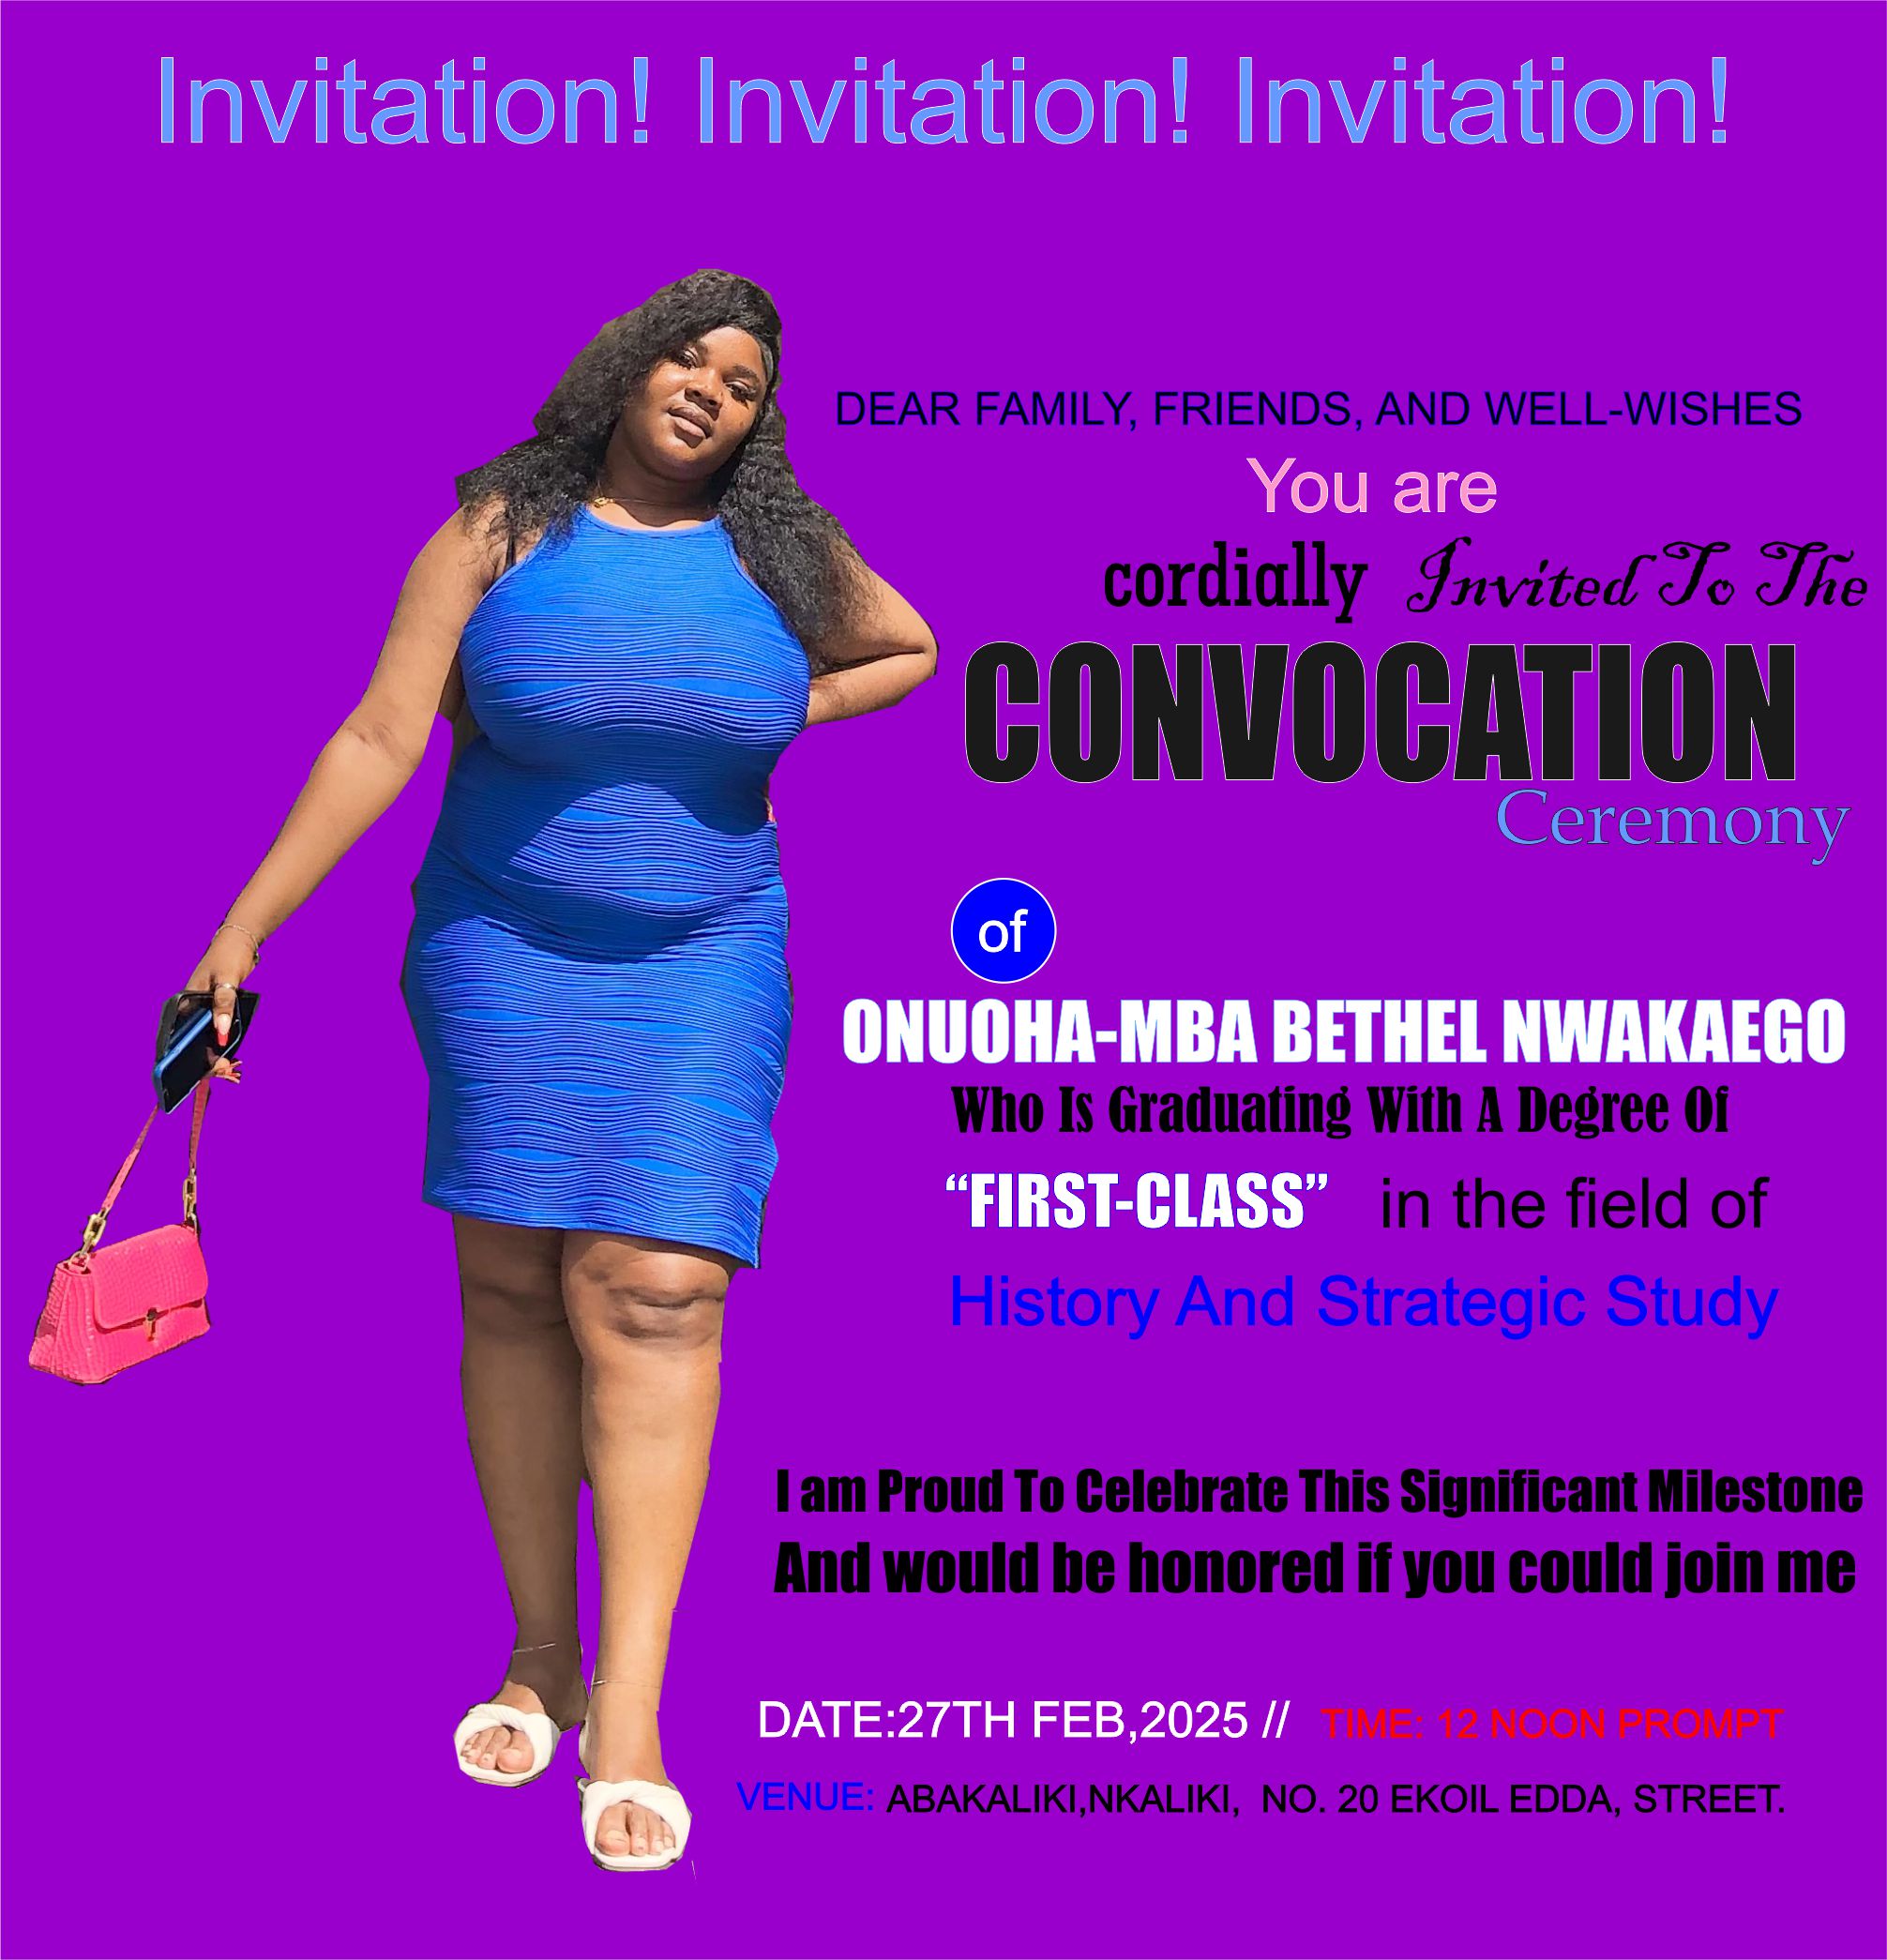 Invitation! Invitation! Invitation!
DEAR FAMILY, FRIENDS, AND WELL-WISHES
You are
cordially Invited To The
CONVOCATION
Ceremony
of
ONUOHA-MBA BETHEL NWAKAEGO
Who Is Graduating With A Degree Of
“FIRST-CLASS” in the field of
History And Strategic Study
I am Proud To Celebrate This Significant Milestone
And would be honored if you could join me
DATE:27TH FEB,2025 // TIME: 12 NOON PROMPT
VENUE: ABAKALIKI,NKALIKI, NO. 20 EKOIL EDDA, STREET.